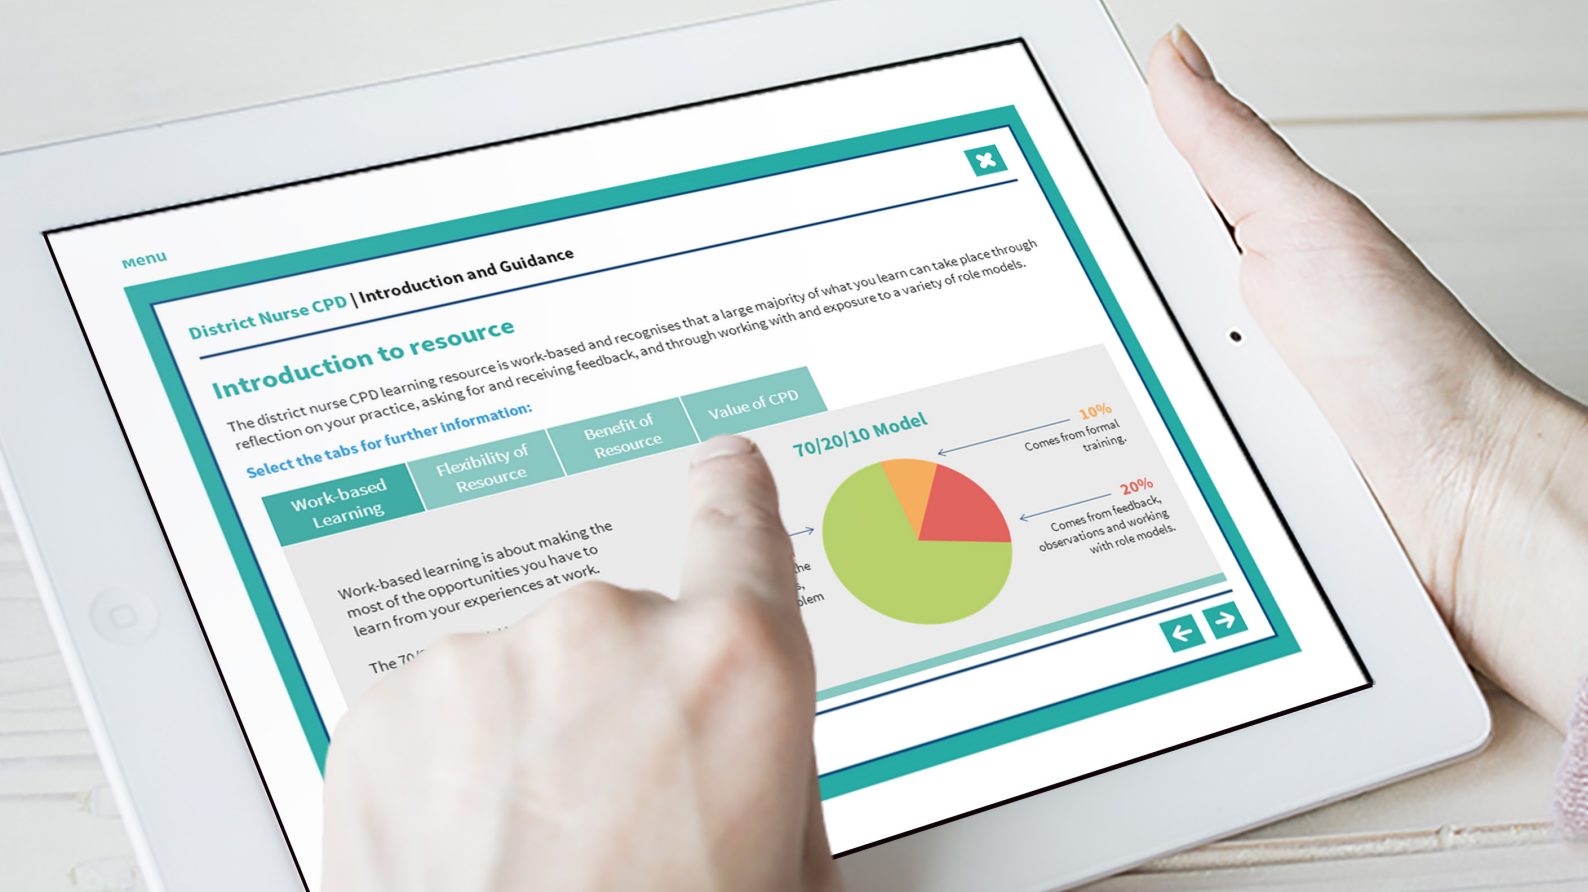 Menu
District Nurse CPD | Introduction and Guidance
Introduction to resource
The district nurse CPD learning resource is work-based and recognises that a large majority of what you learn can take place through
reflection on your practice, asking for and receiving feedback, and through working with and exposure to a variety of role models.
Select the tabs for further information:
Work-based
Learning
Flexibility of
Resource
Benefit of
Resource
Value of CPD
Work-based learning is about making the
most of the opportunities you have to
learn from your experiences at work.
The 70/
70/20/10 Model
10%
Comes from formal
training.
20%
Comes from feedback,
observations and working
with role models.